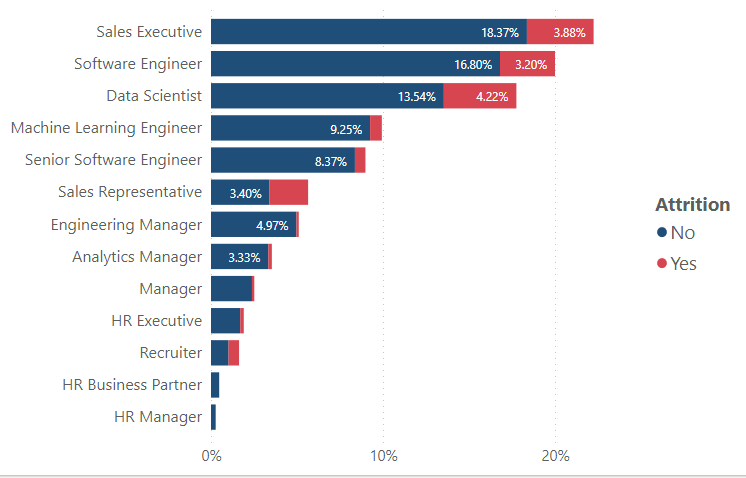 Sales Executive 18.37% 3.88%
Software Engineer 16.80% 3.20%
Data Scientist 13.54% 4.22%
Machine Learning Engineer 9.25%
Senior Software Engineer 8.37%
Sales Representative 3.40%
Engineering Manager 4.97%
Analytics Manager 3.33%
Manager
HR Executive
Recruiter
HR Business Partner
HR Manager
0% 10% 20%
Attrition
No
Yes